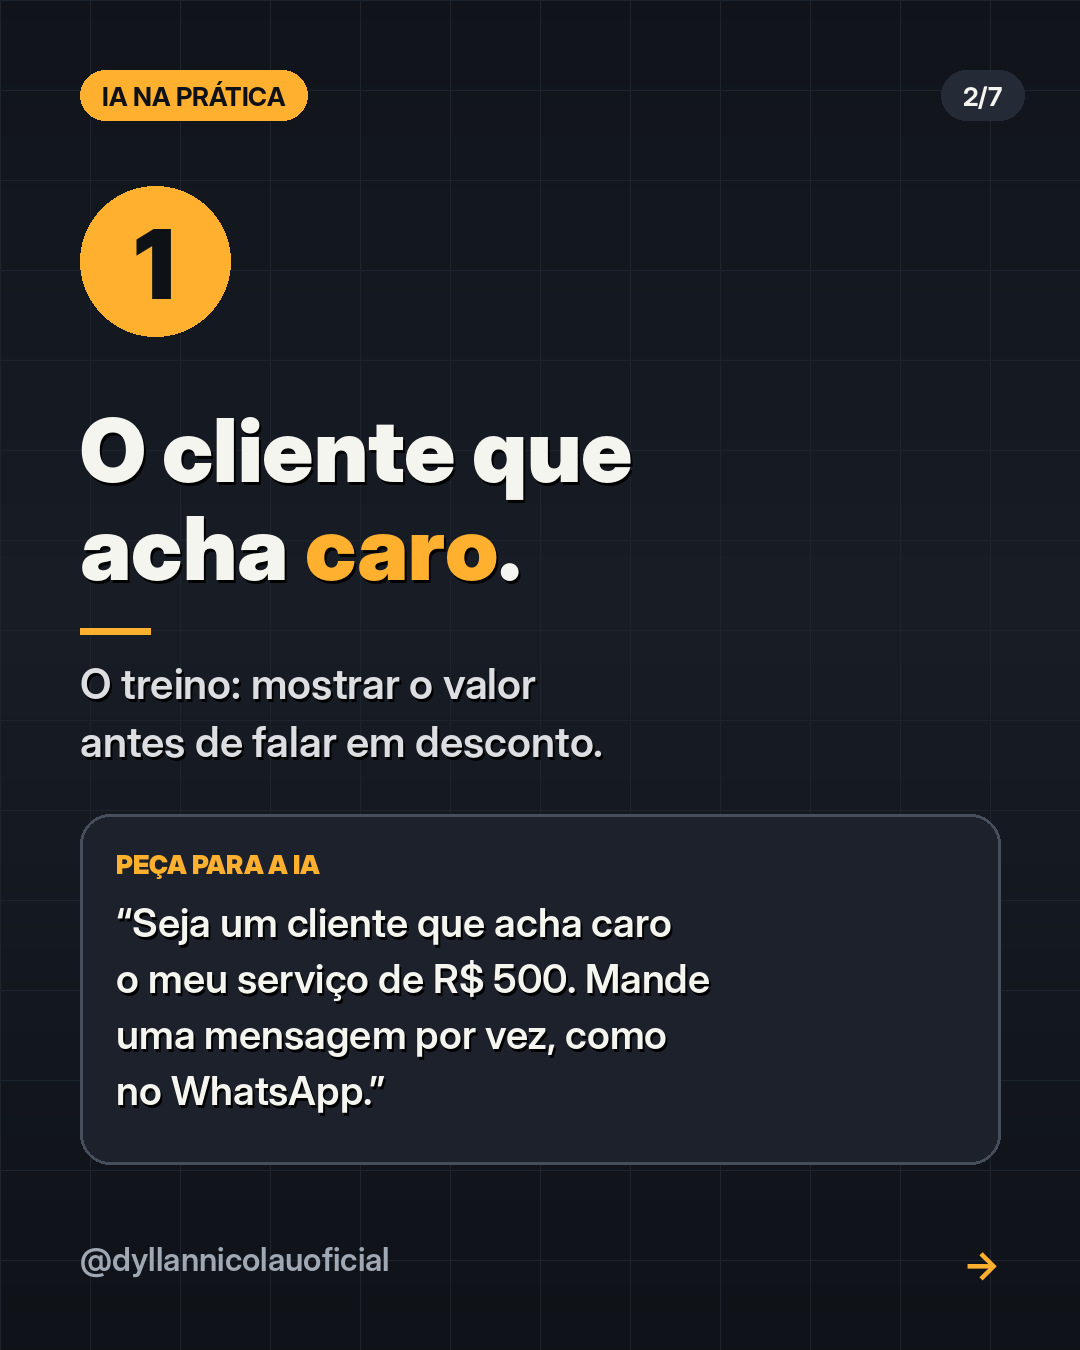 IA NA PRÁTICA
2/7
1
O cliente que
acha caro.
O treino: mostrar o valor
antes de falar em desconto.
PEÇA PARA A IA
“Seja um cliente que acha caro
o meu serviço de R$ 500. Mande
uma mensagem por vez, como
no WhatsApp.”
@dyllannicolauoficial
→